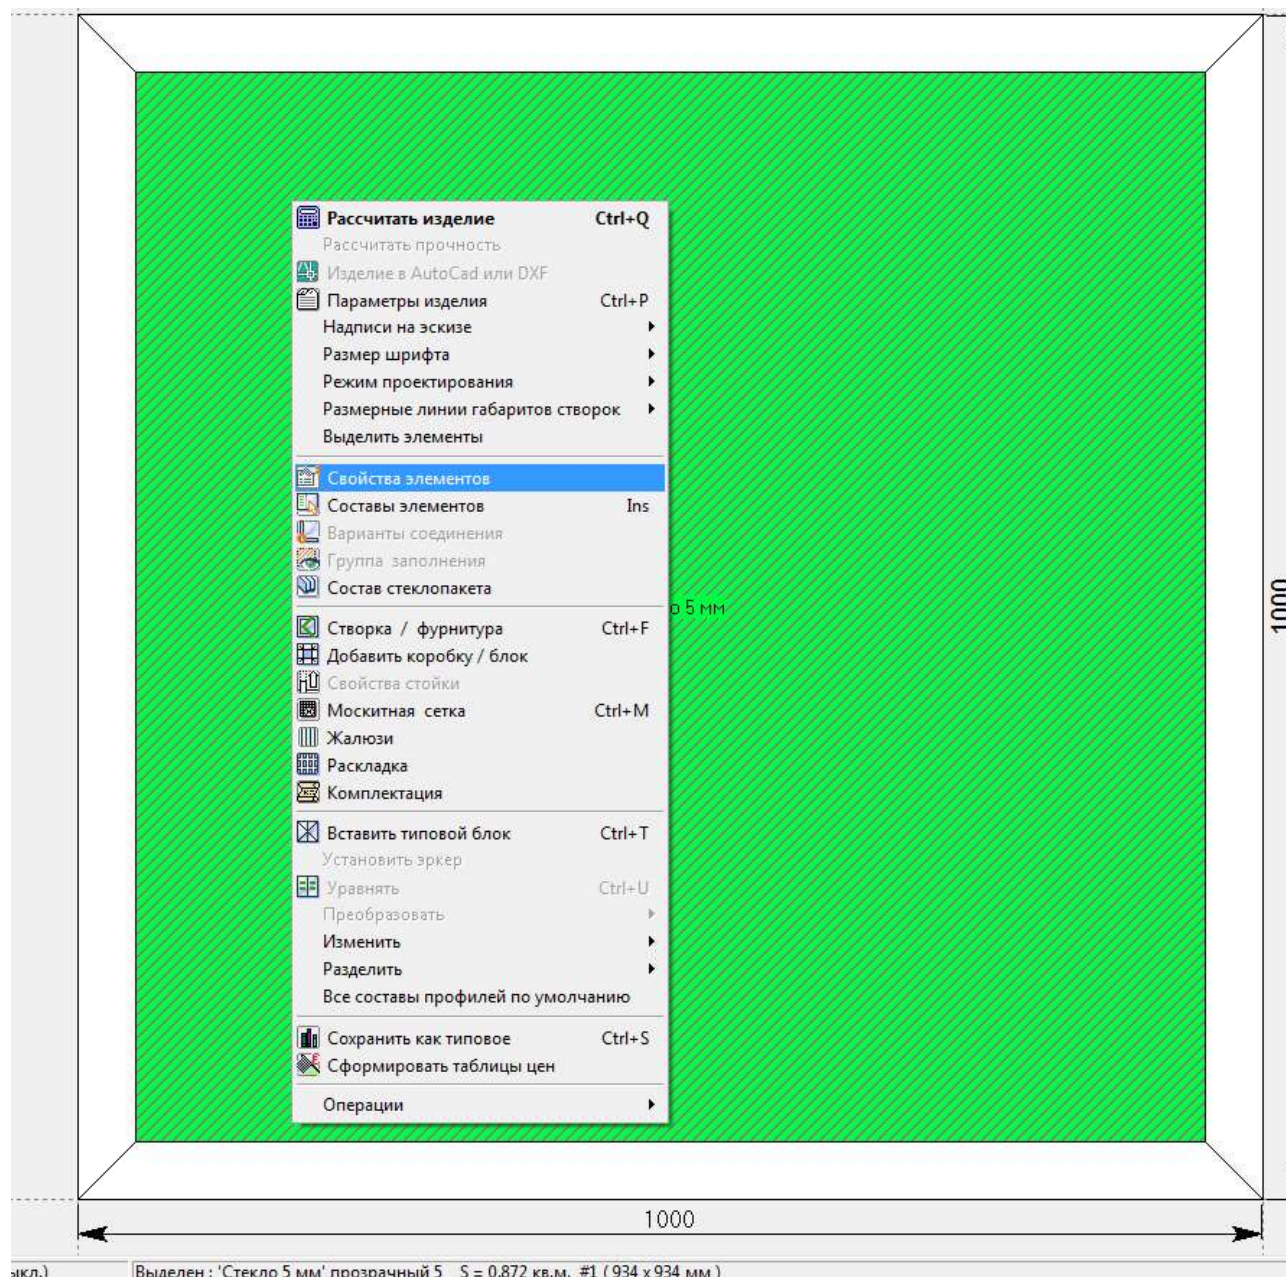 Рассчитать изделие Ctrl+Q
Рассчитать прочность
Изделие в AutoCad или DXF
Параметры изделия Ctrl+P
Надписи на эскизе
Размер шрифта
Режим проектирования
Размерные линии габаритов створок
Выделить элементы
Свойства элементов
Составы элементов Ins
Варианты соединения
Группа заполнения
Состав стеклопакета
о 5 мм
1000
Створка / фурнитура Ctrl+F
Добавить коробку / блок
Свойства стойки
Москитная сетка Ctrl+M
Жалюзи
Раскладка
Комплектация
Вставить типовой блок Ctrl+T
Установить эркер
Уравнять Ctrl+U
Преобразовать
Изменить
Разделить
Все составы профилей по умолчанию
Сохранить как типовое Ctrl+S
Сформировать таблицы цен
Операции
1000
ыкл.) Выделен : 'Стекло 5 мм' прозрачный 5 S = 0.872 кв.м. #1 ( 934 x 934 мм )